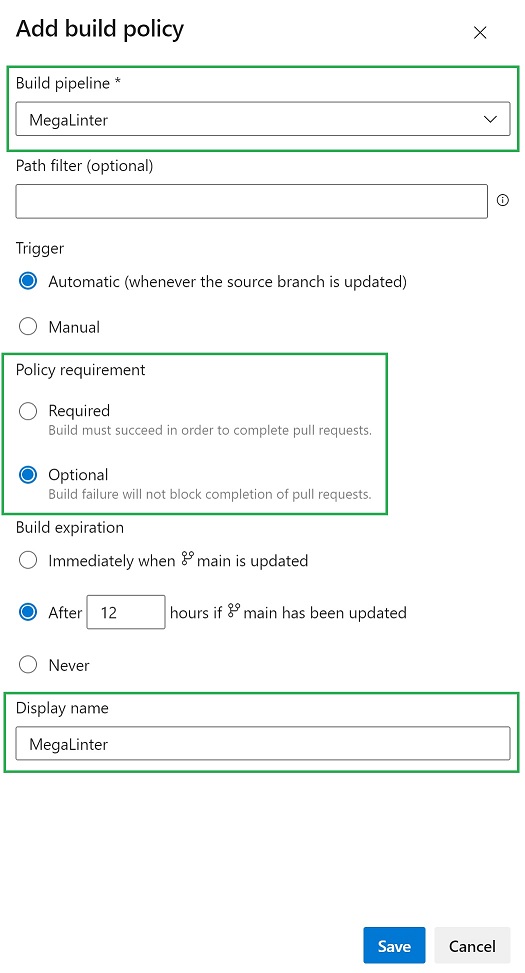 Add build policy
Build pipeline *
MegaLinter
Path filter (optional)
Trigger
Automatic (whenever the source branch is updated)
Manual
Policy requirement
Required
Build must succeed in order to complete pull requests.
Optional
Build failure will not block completion of pull requests.
Build expiration
Immediately when main is updated
After 12 hours if main has been updated
Never
Display name
MegaLinter
Save Cancel